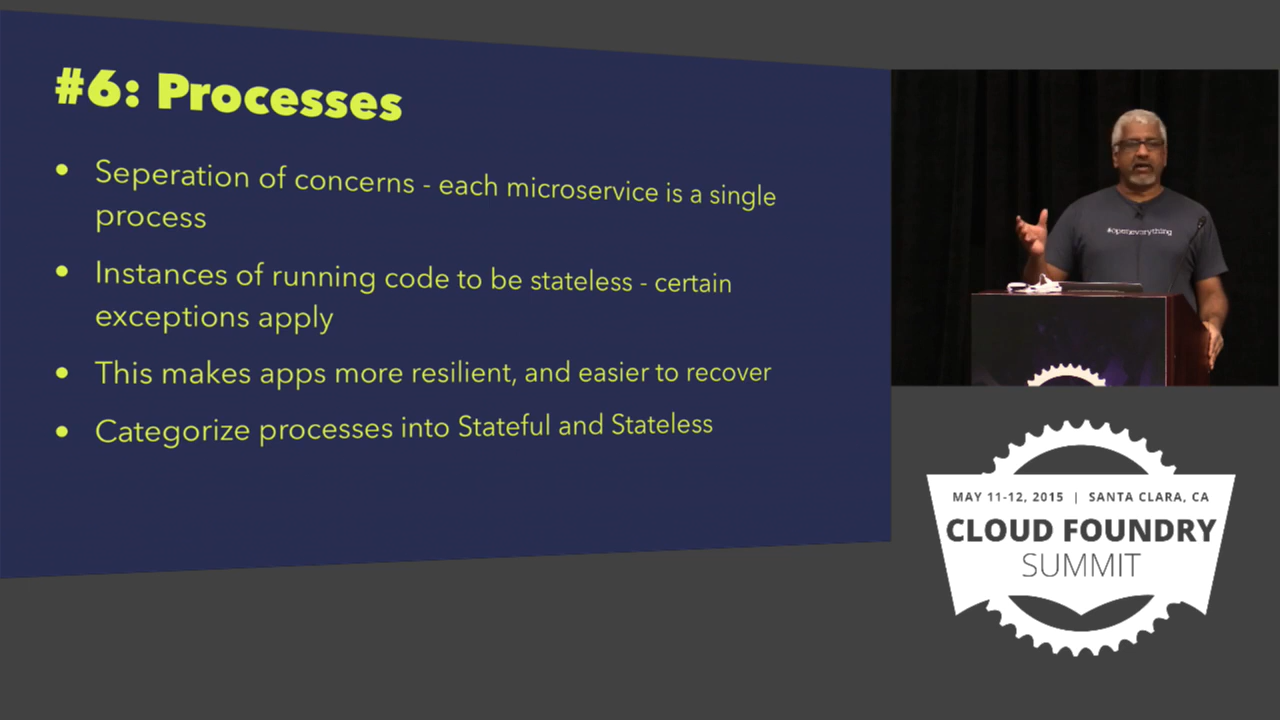 #6: Processes
• Seperation of concerns - each microservice is a single
process
• Instances of running code to be stateless - certain
exceptions apply
• This makes apps more resilient, and easier to recover
• Categorize processes into Stateful and Stateless
#openeverything
MAY 11-12, 2015 | SANTA CLARA, CA
CLOUD FOUNDRY
SUMMIT